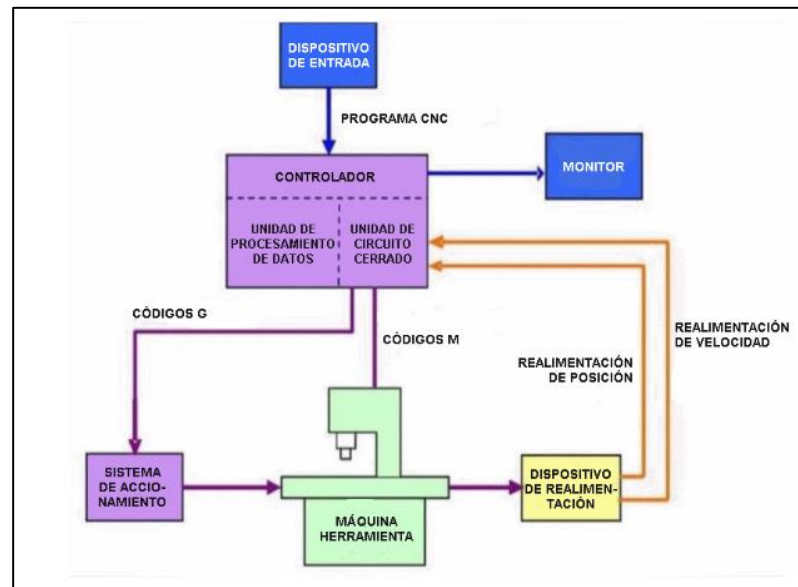 DISPOSITIVO
DE ENTRADA
PROGRAMA CNC
CONTROLADOR
MONITOR
UNIDAD DE
PROCESAMIENTO
DE DATOS
UNIDAD DE
CIRCUITO
CERRADO
CÓDIGOS G
CÓDIGOS M
REALIMENTACIÓN
DE VELOCIDAD
REALIMENTACIÓN
DE POSICIÓN
SISTEMA
DE ACCIO-
NAMIENTO
MÁQUINA
HERRAMIENTA
DISPOSITIVO
DE REALIMEN-
TACIÓN